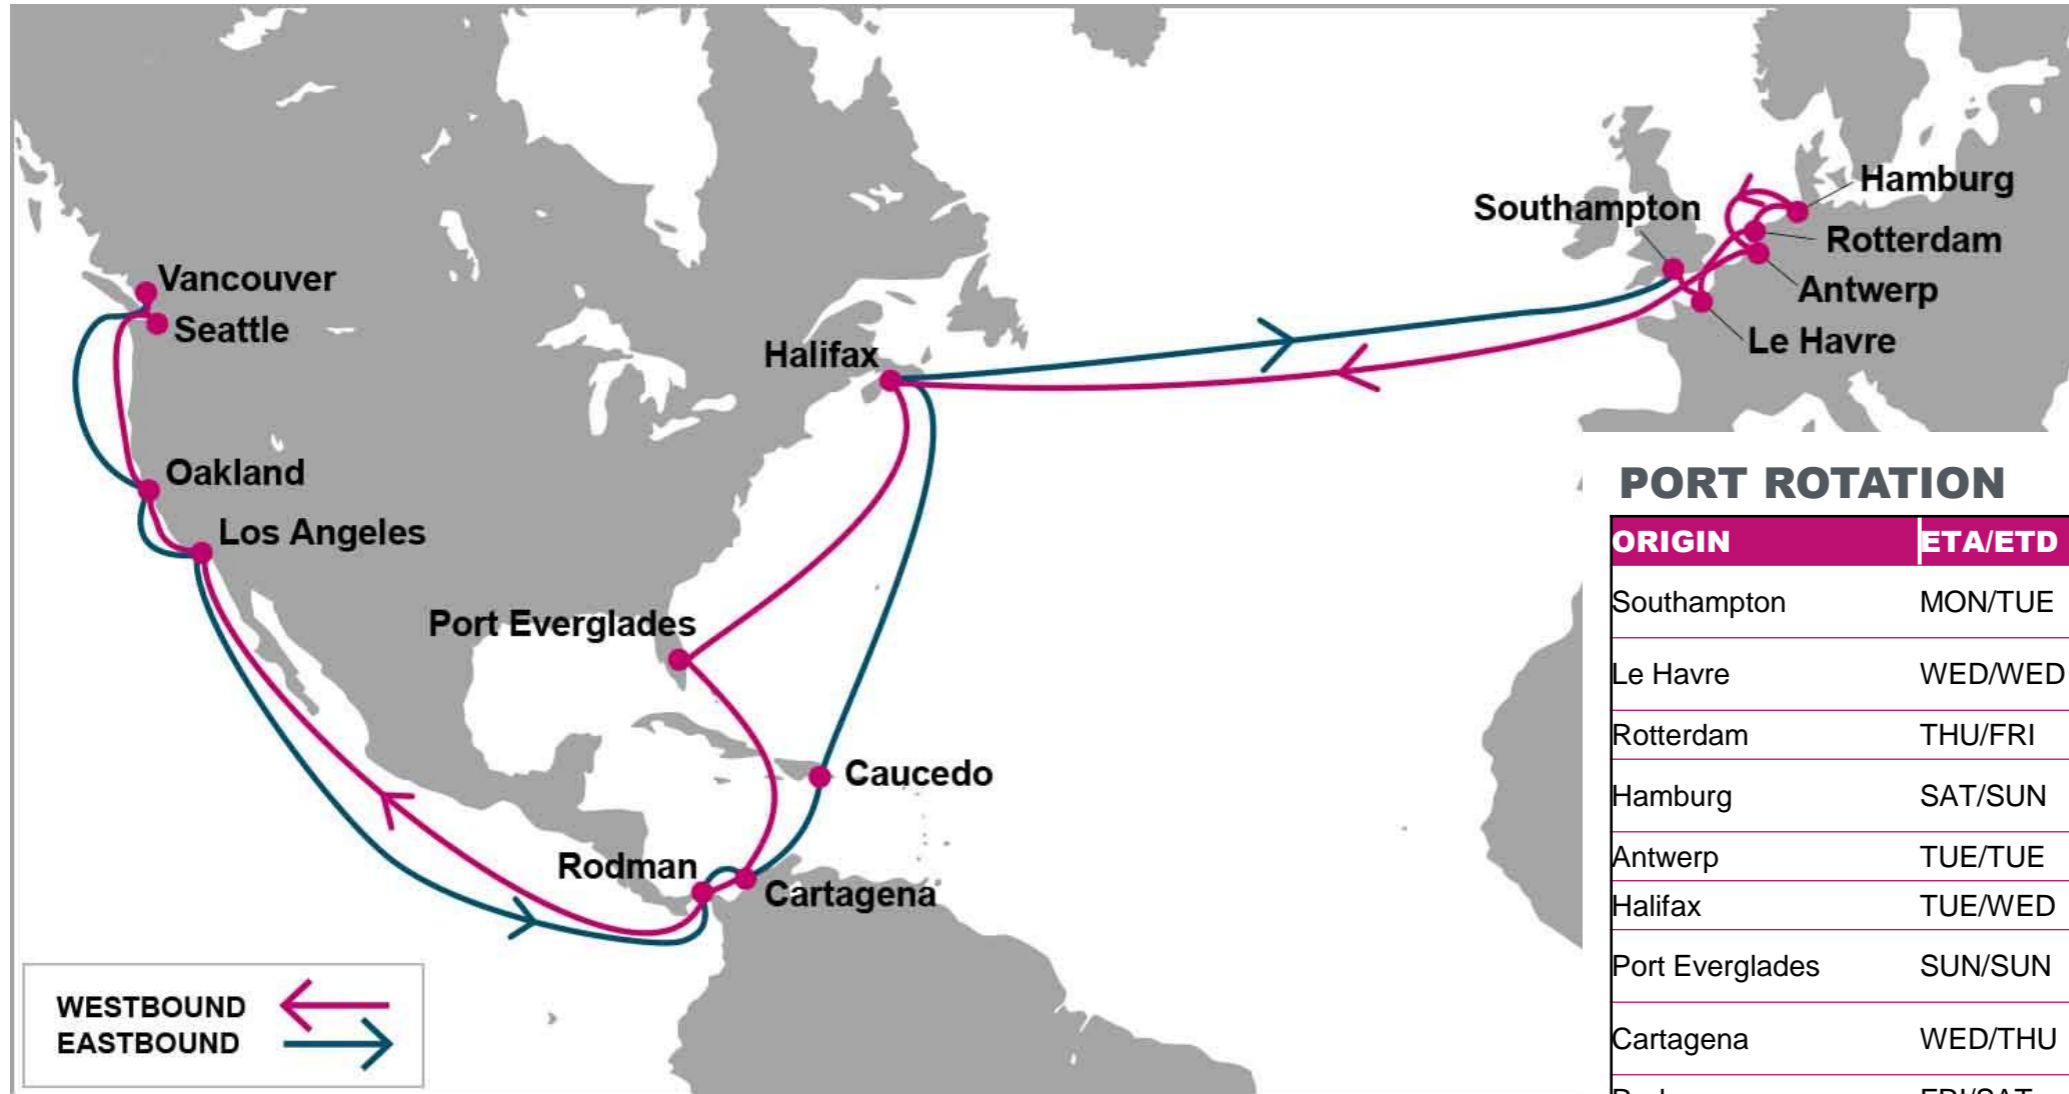 Hamburg
Southampton
Rotterdam
Vancouver
Antwerp
Seattle
Le Havre
Halifax
Oakland
Los Angeles
Port Everglades
Caucedo
Rodman
Cartagena
WESTBOUND
EASTBOUND
PORT ROTATION
ORIGIN ETA/ETD
Southampton MON/TUE
Le Havre WED/WED
Rotterdam THU/FRI
Hamburg SAT/SUN
Antwerp TUE/TUE
Halifax TUE/WED
Port Everglades SUN/SUN
Cartagena WED/THU